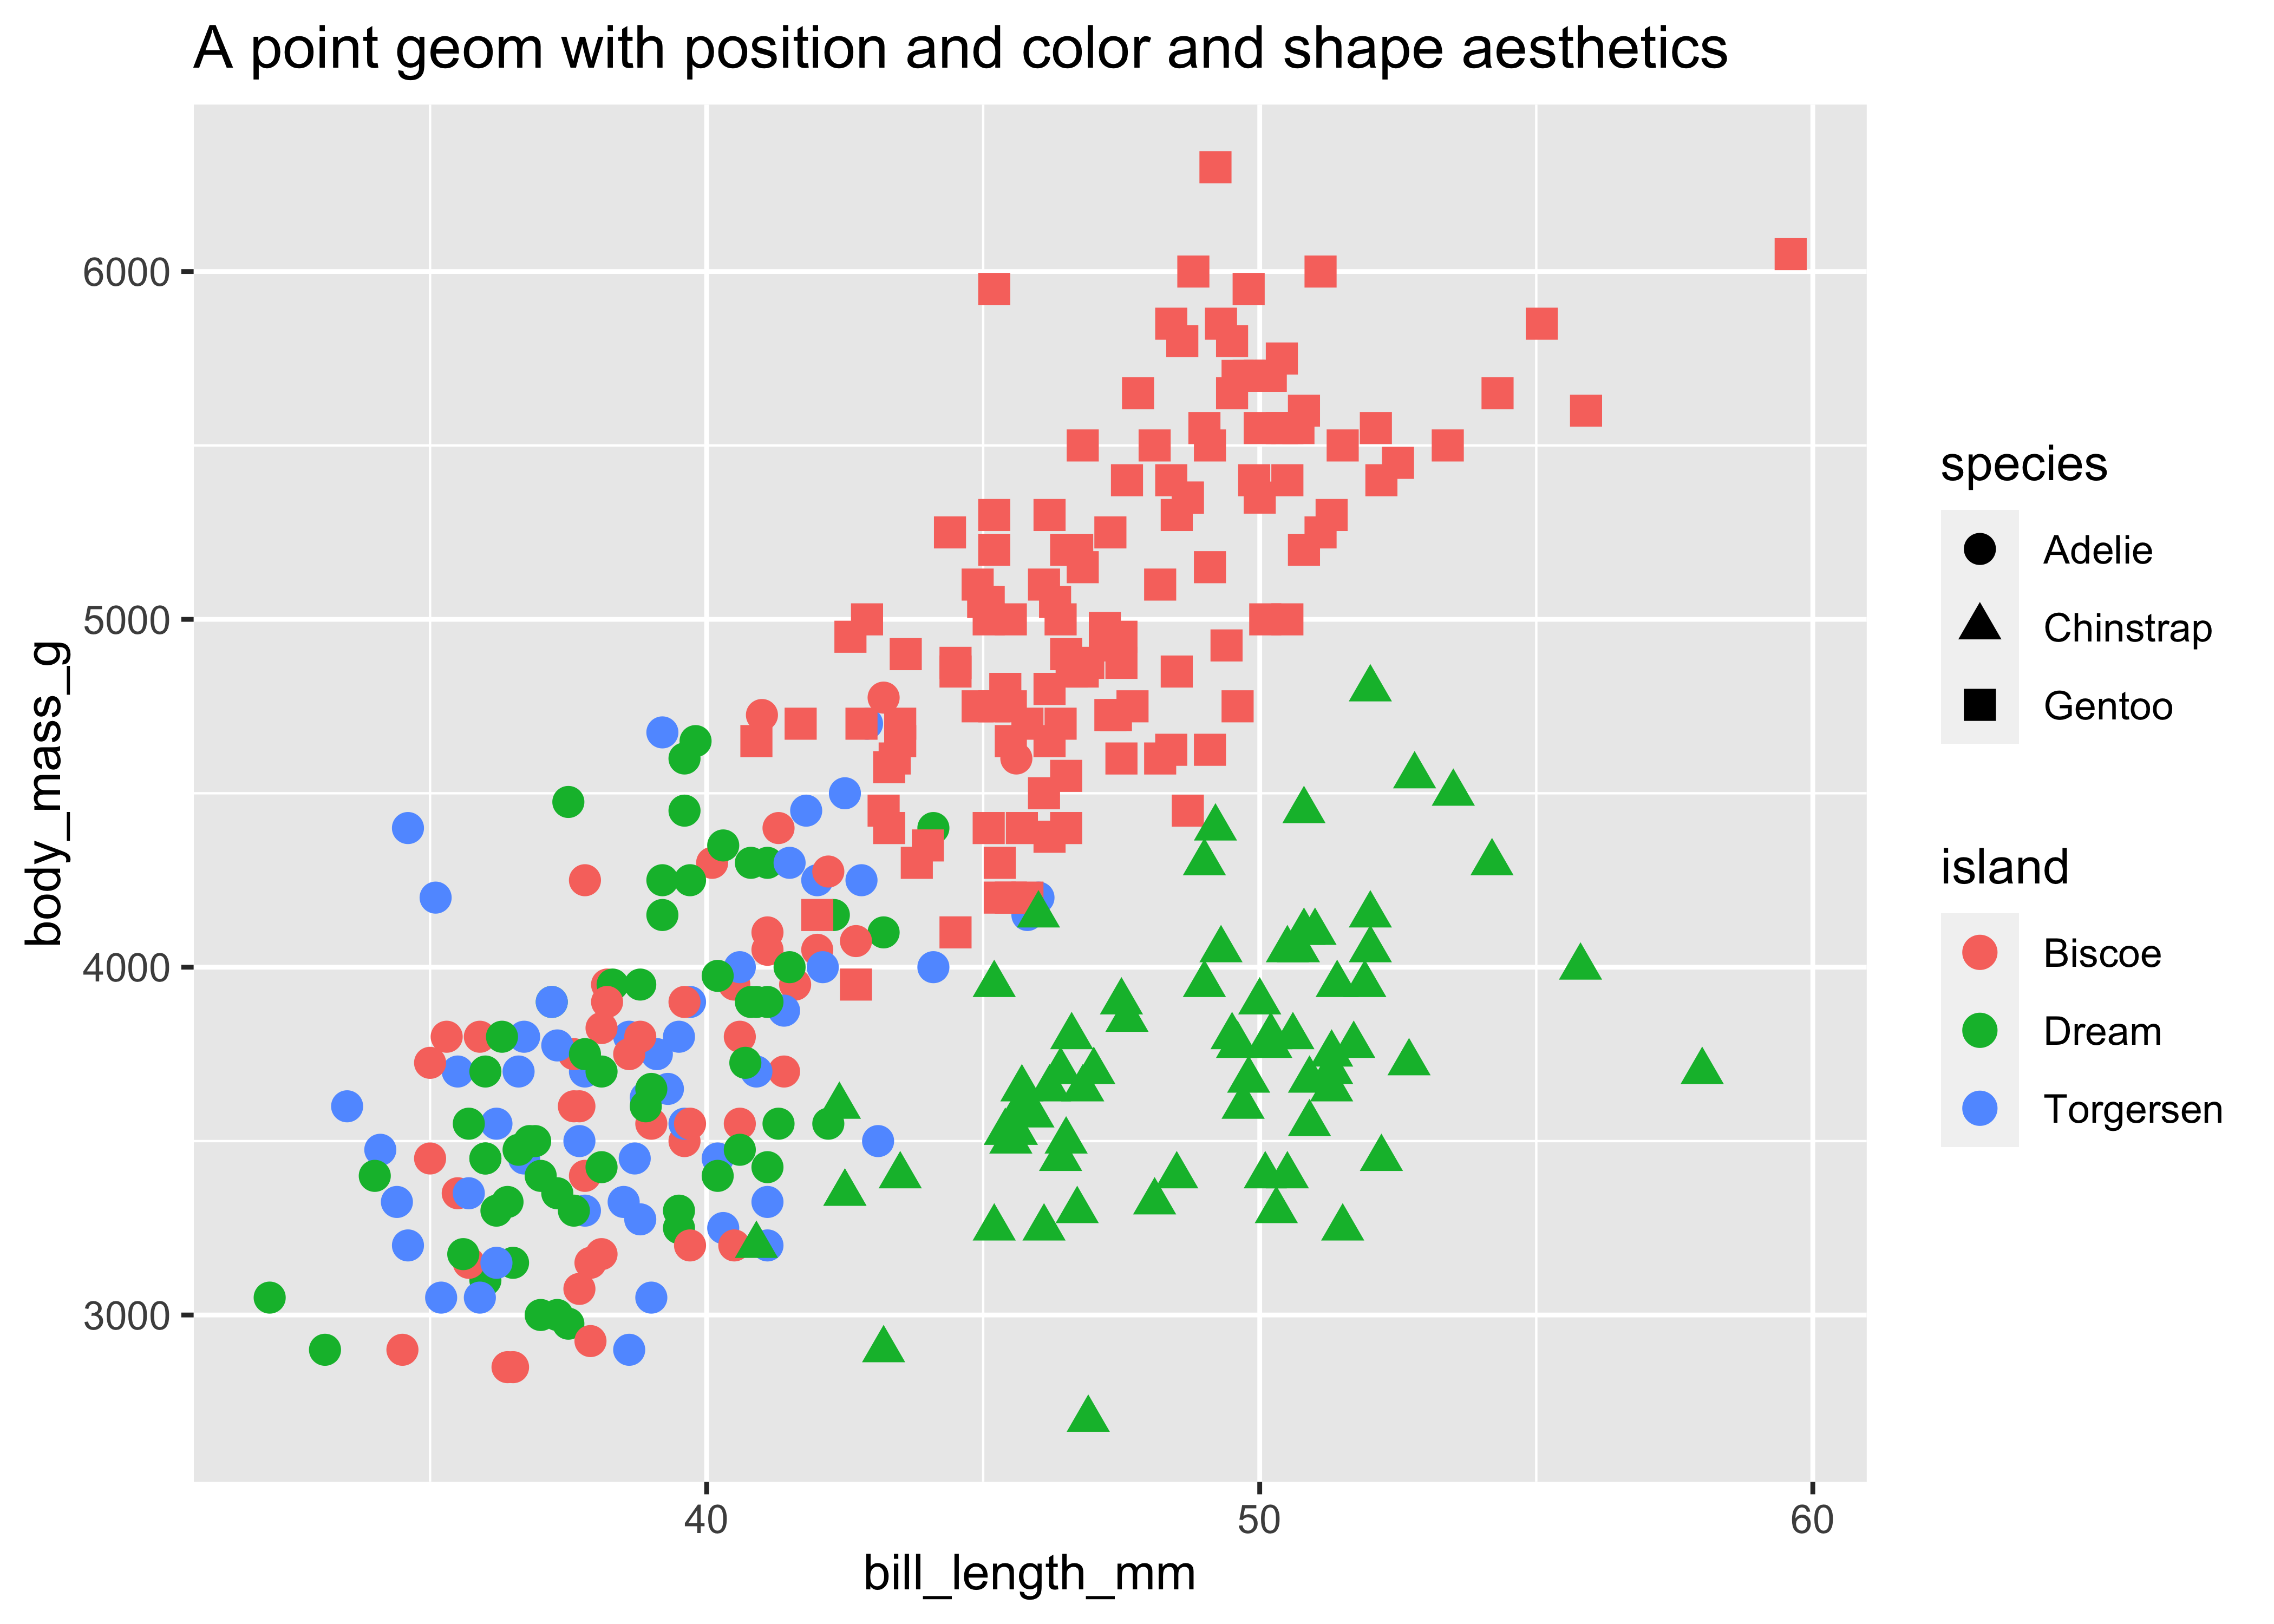 A point geom with position and color and shape aesthetics
body_mass_g
6000
5000
4000
3000
40
50
60
bill_length_mm
species
Adelie
Chinstrap
Gentoo
island
Biscoe
Dream
Torgersen